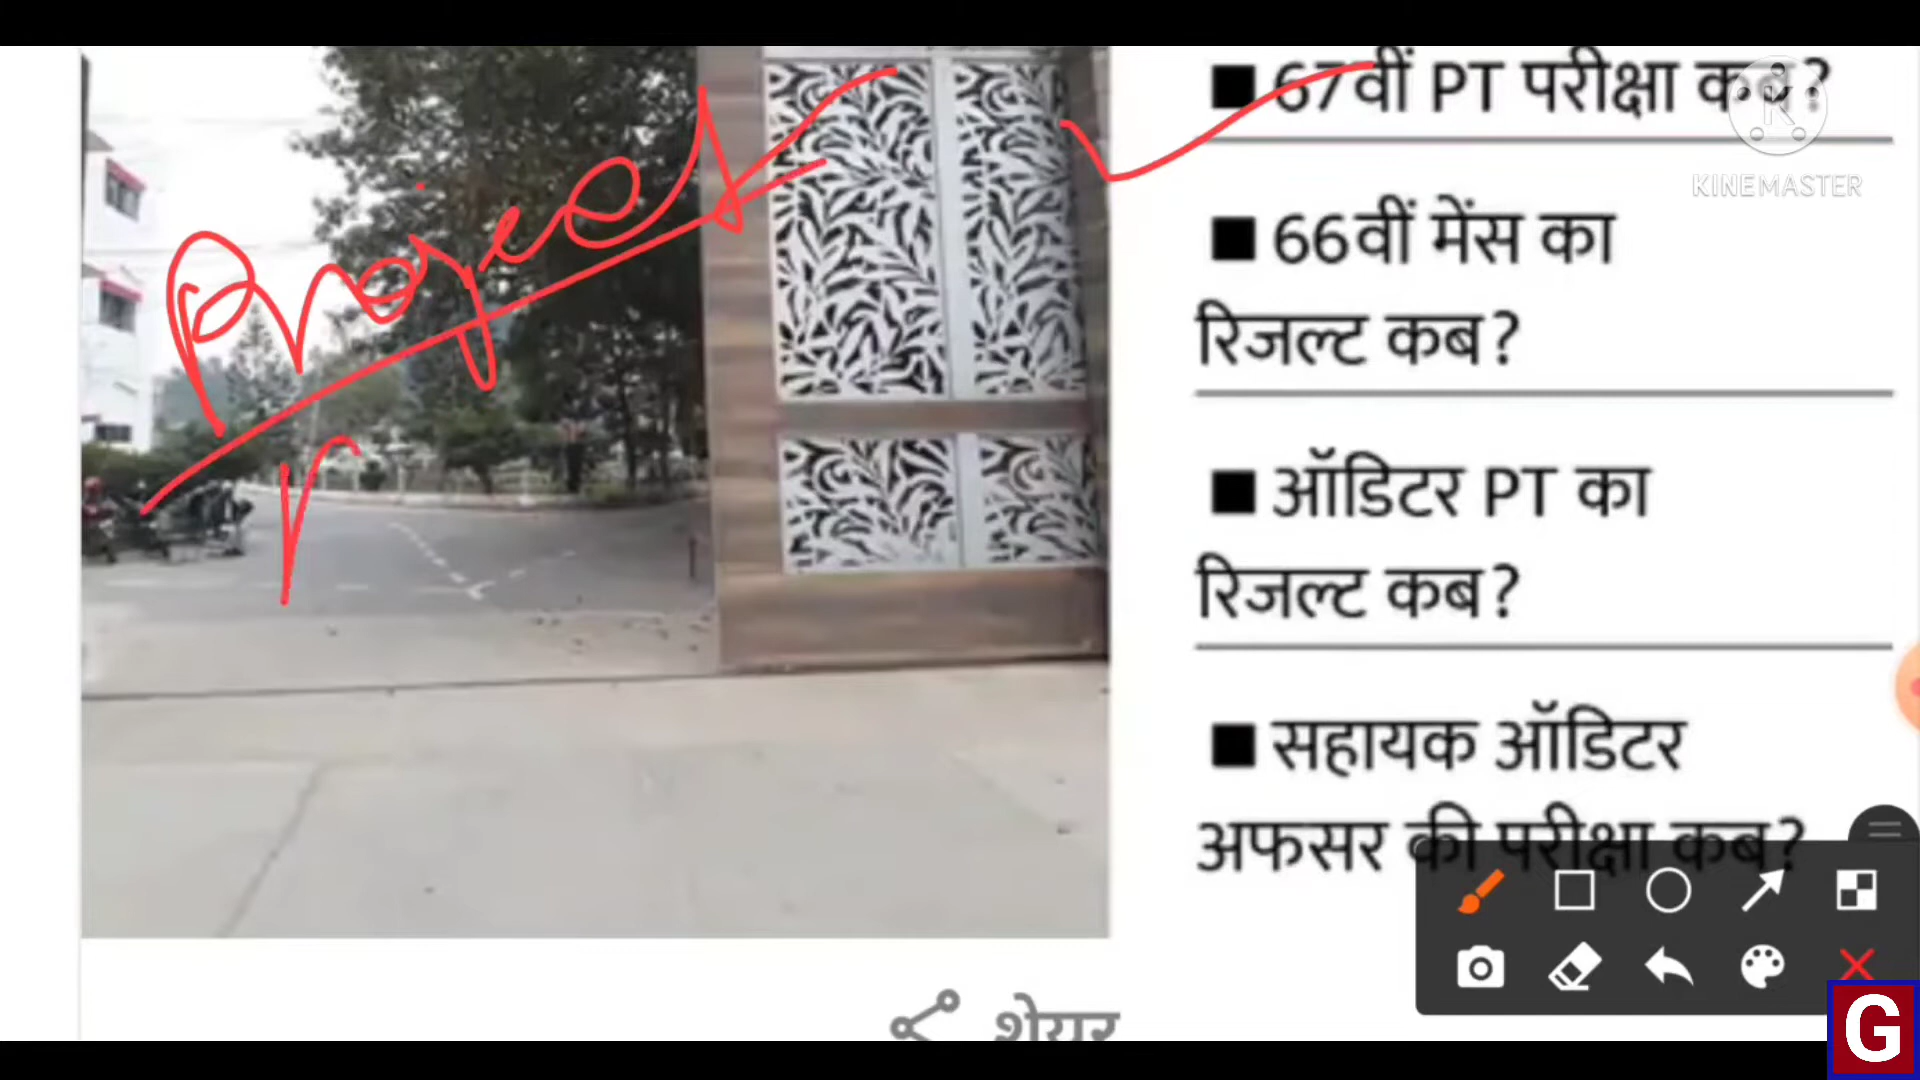 ■ 67वीं PT परीक्षा कब?
KINEMASTER
■ 66वीं मेंस का
रिजल्ट कब?
■ ऑडिटर PT का
रिजल्ट कब?
■ सहायक ऑडिटर
अफसर की परीक्षा कब?
Project
r
शेयर
G